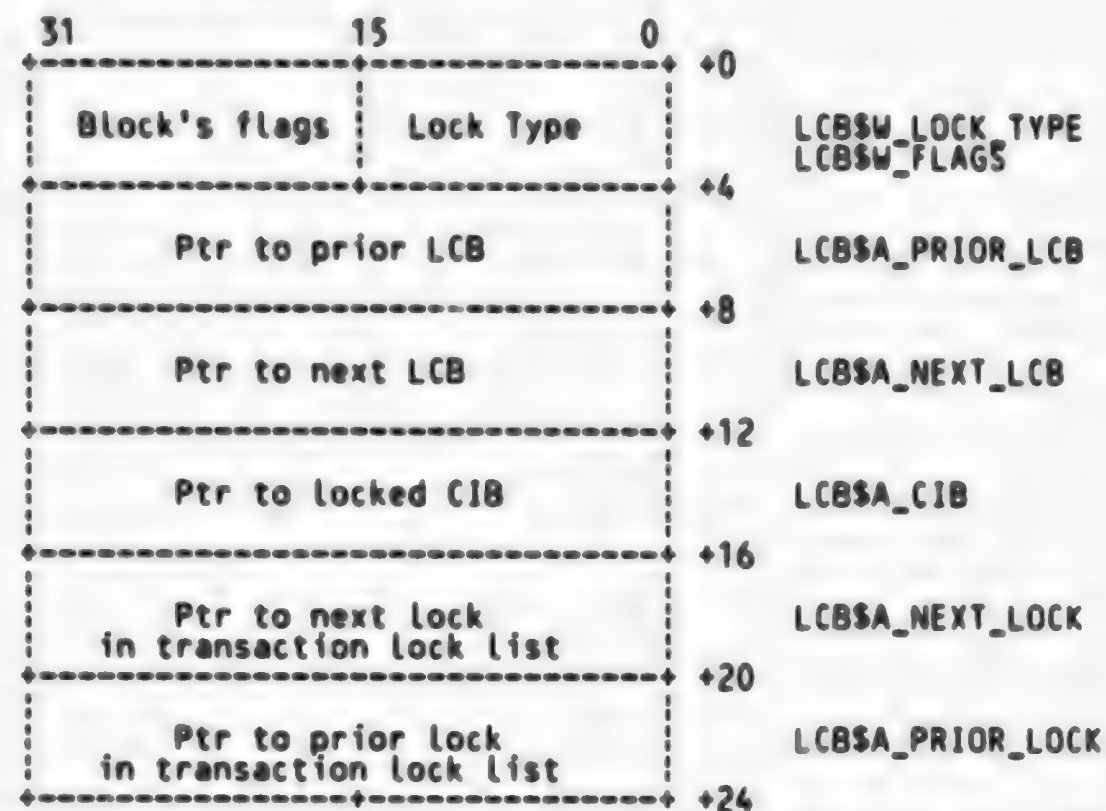 31 15 0
+0
Block's flags Lock Type LCB$W_LOCK_TYPE
LCB$W_FLAGS
+4
Ptr to prior LCB LCB$A_PRIOR_LCB
+8
Ptr to next LCB LCB$A_NEXT_LCB
+12
Ptr to locked CIB LCB$A_CIB
+16
Ptr to next lock LCB$A_NEXT_LOCK
in transaction lock list
+20
Ptr to prior lock LCB$A_PRIOR_LOCK
in transaction lock list
+24